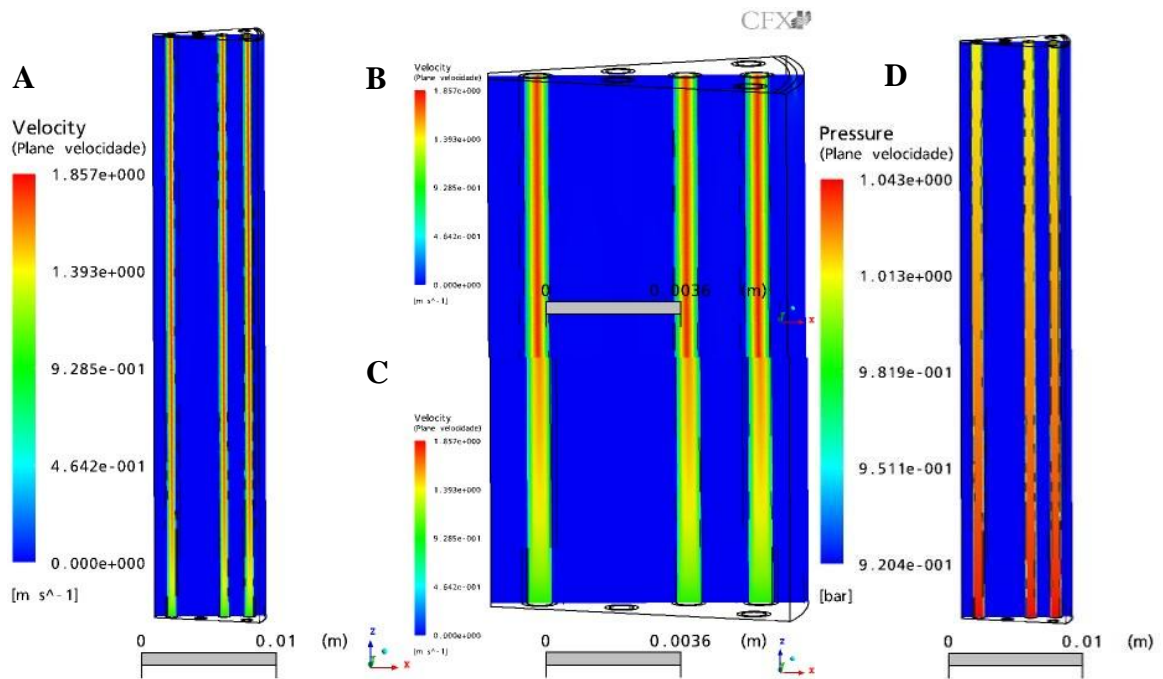 CFX
A
Velocity
(Plane velocidade)
1.857e+000
1.393e+000
9.285e-001
4.642e-001
0.000e+000
[m s^-1]
0 0.01 (m)
z
x
B
Velocity
(Plane velocidade)
1.857e+000
1.393e+000
9.285e-001
4.642e-001
0.000e+000
[m s^-1]
0 0.0036 (m)
x
C
Velocity
(Plane velocidade)
1.857e+000
1.393e+000
9.285e-001
4.642e-001
0.000e+000
[m s^-1]
0 0.0036 (m)
z
x
D
Pressure
(Plane velocidade)
1.043e+000
1.013e+000
9.819e-001
9.511e-001
9.204e-001
[bar]
0 0.01 (m)